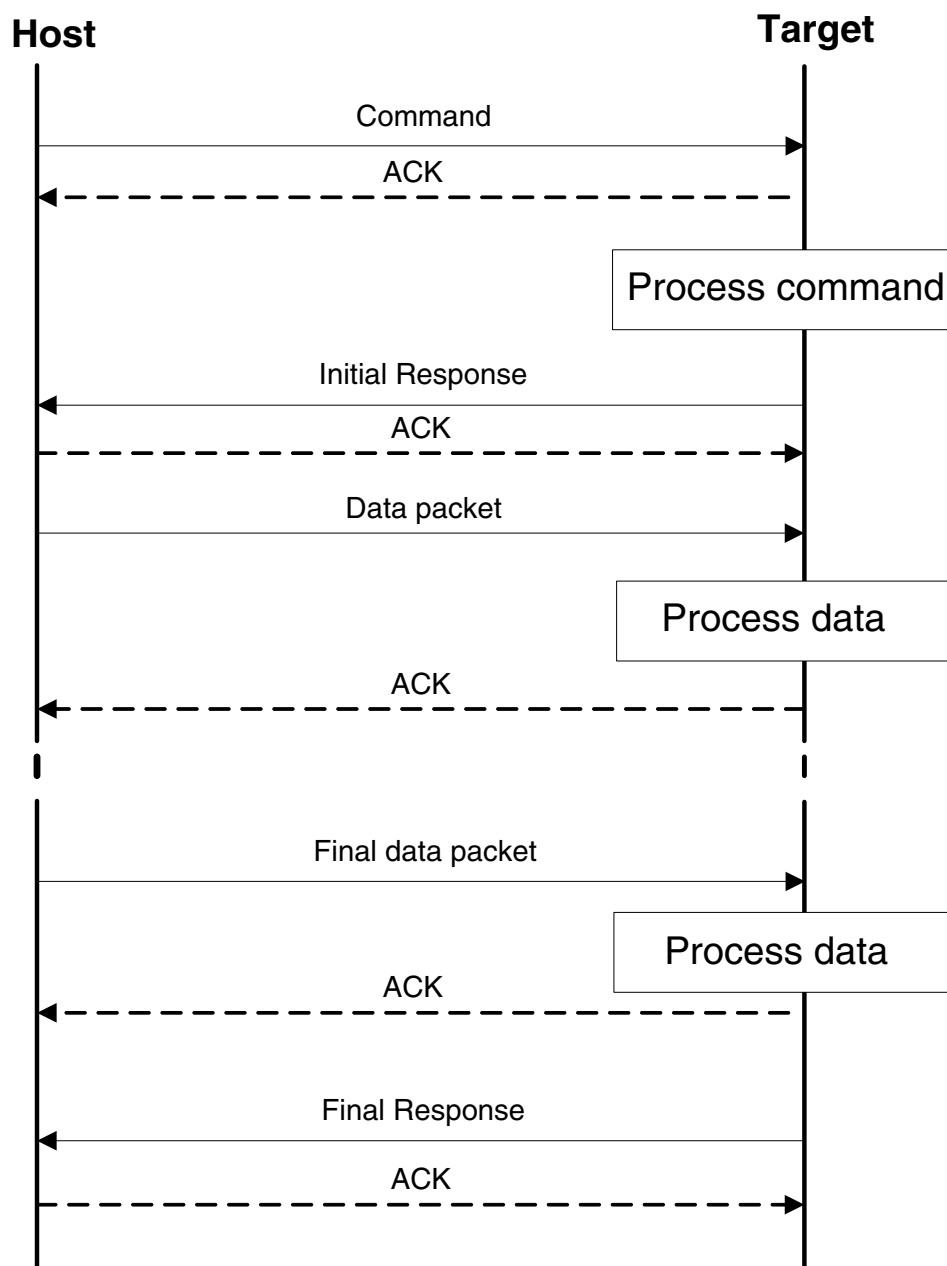 Host
Target
Command
ACK
Process command
Initial Response
ACK
Data packet
Process data
ACK
Final data packet
Process data
ACK
Final Response
ACK